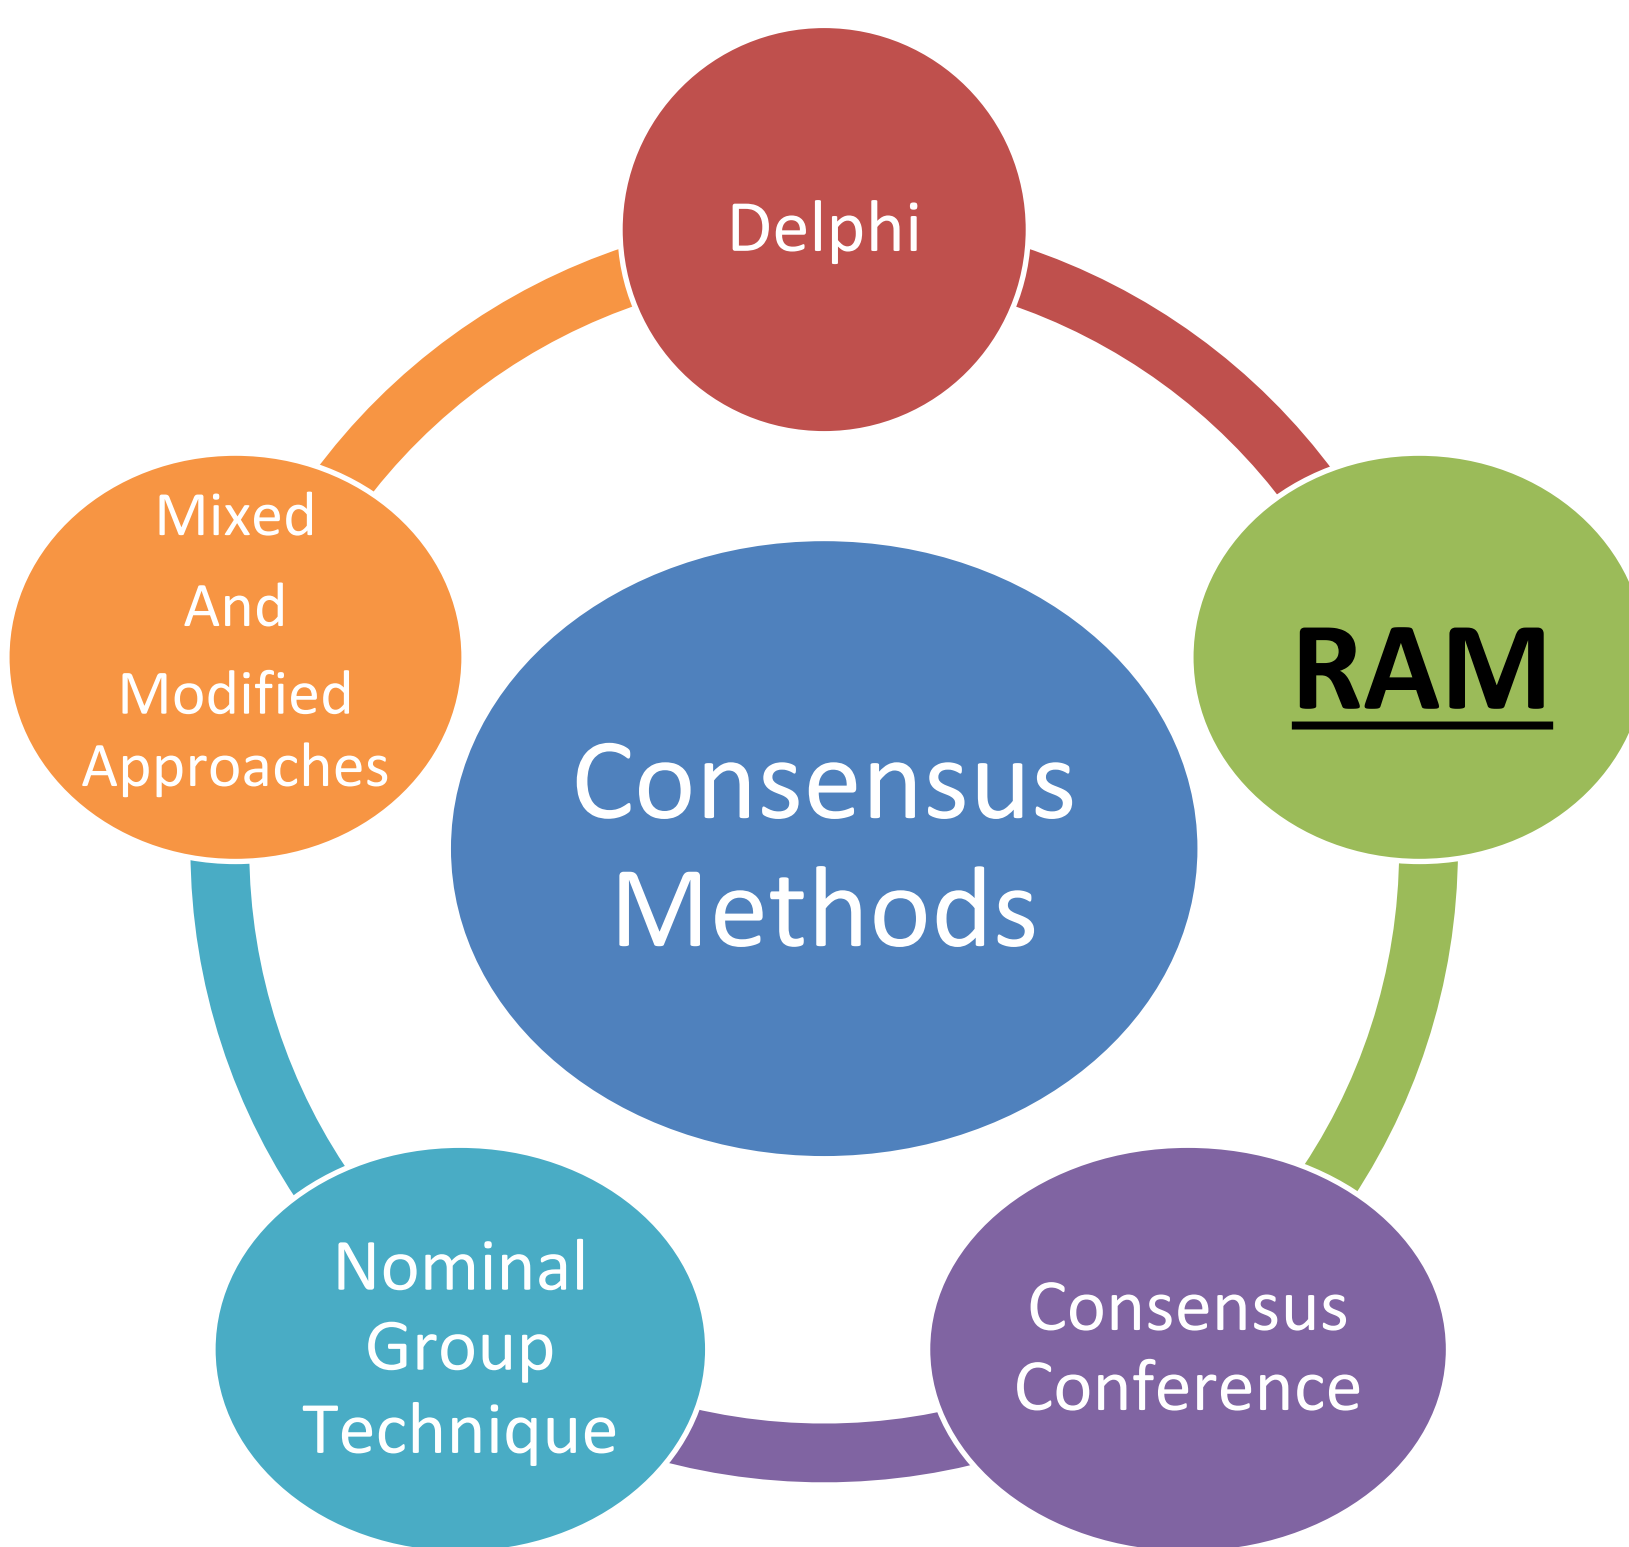 Delphi
RAM
Consensus
Conference
Nominal
Group
Technique
Mixed
And
Modified
Approaches
Consensus
Methods